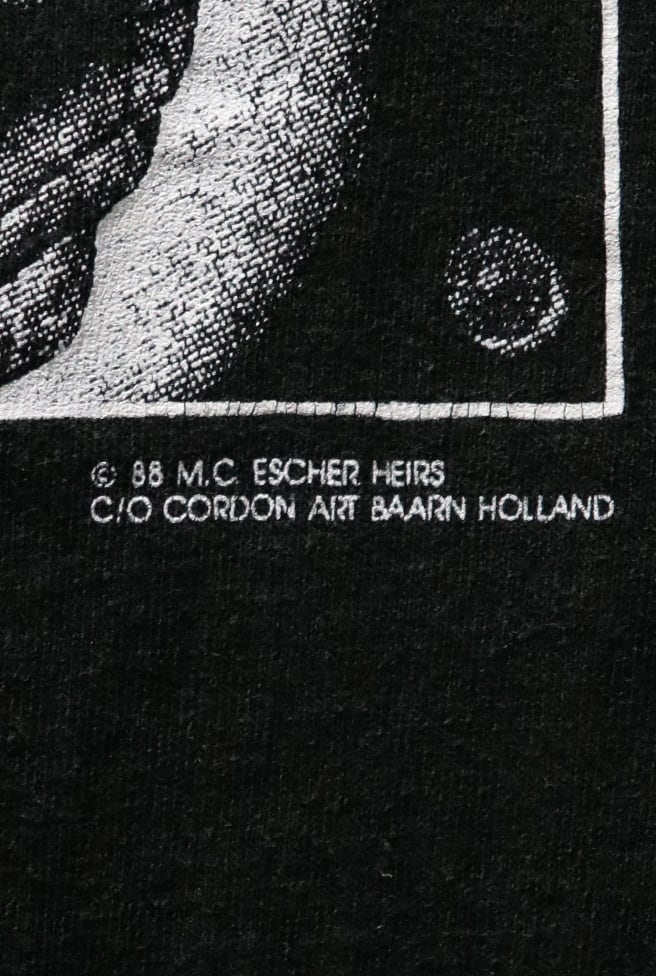 © 88 M.C. ESCHER HEIRS
C/O CORDON ART BAARN HOLLAND